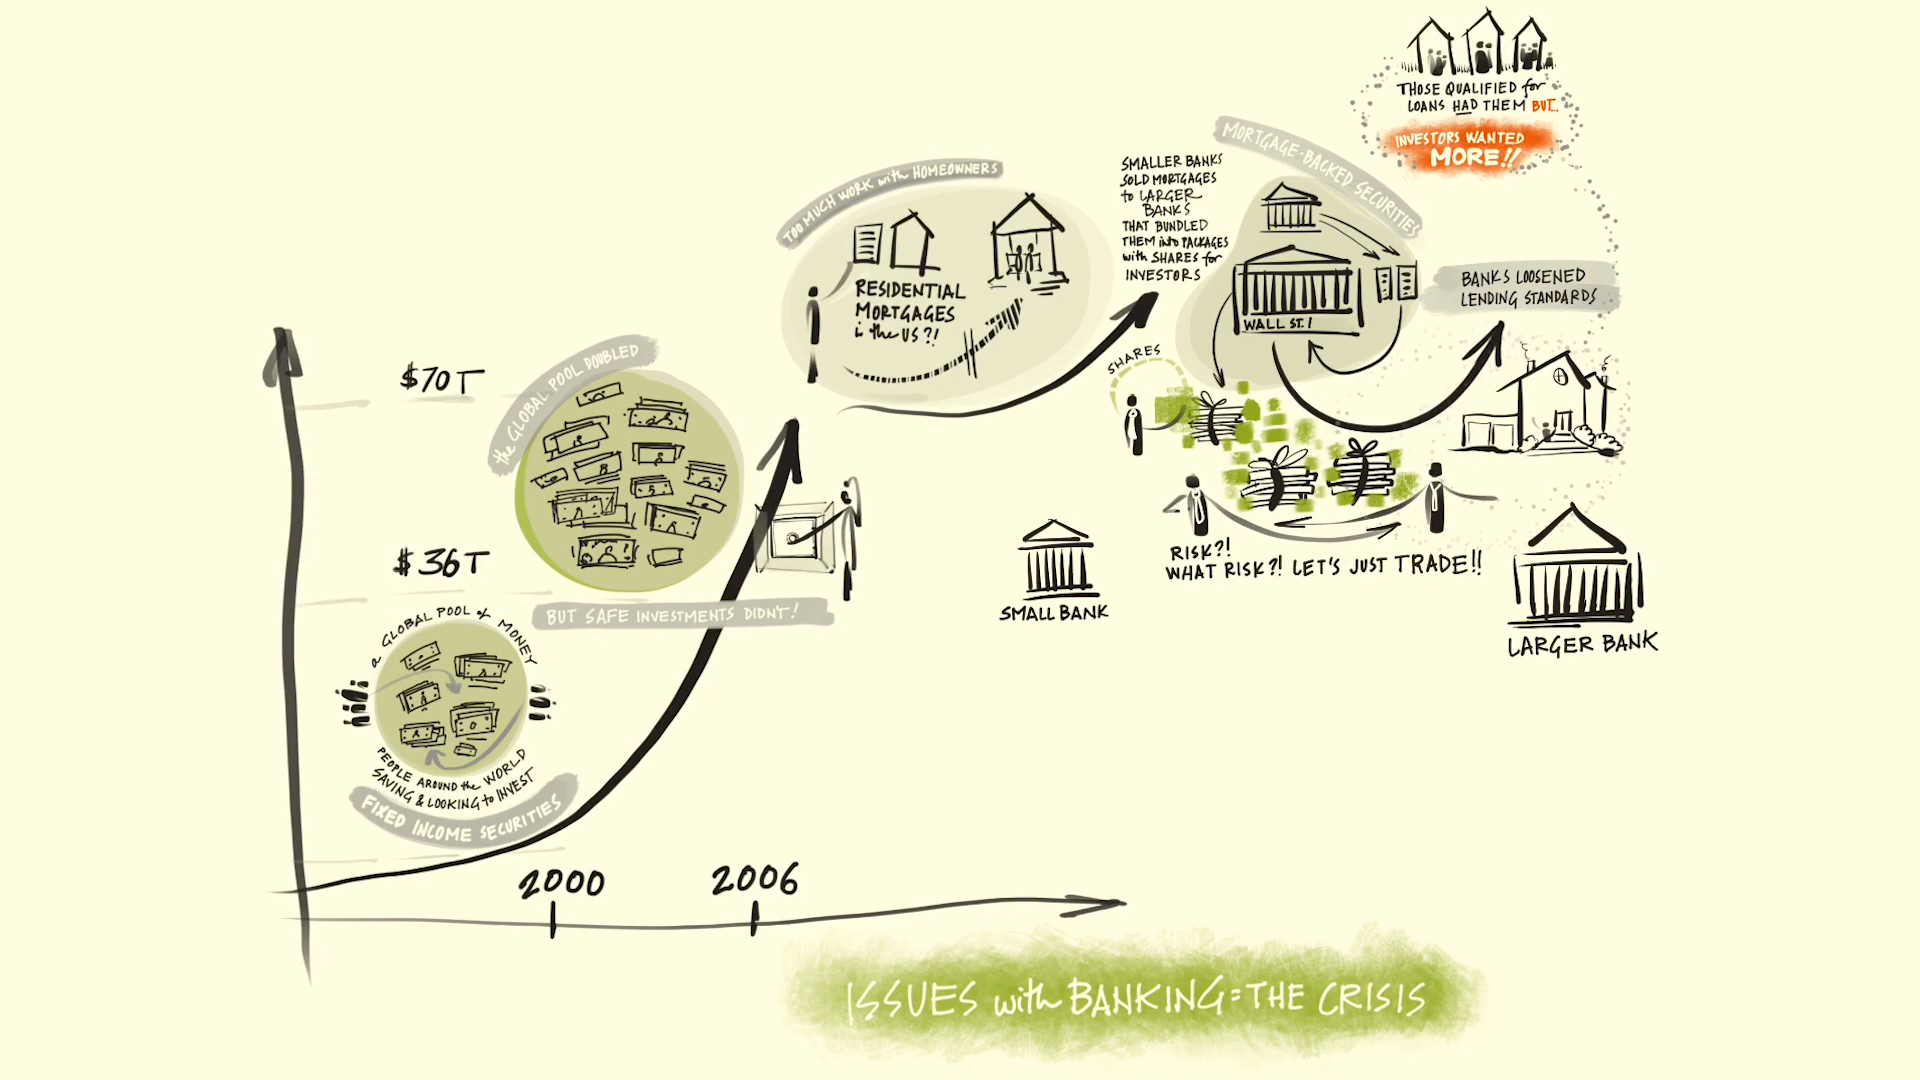 $70T
$36T
a GLOBAL POOL of MONEY
PEOPLE AROUND the WORLD
SAVING & LOOKING to INVEST
FIXED INCOME SECURITIES
the GLOBAL POOL DOUBLED
BUT SAFE INVESTMENTS DIDN'T!
2000
2006
TOO MUCH WORK with HOMEOWNERS
RESIDENTIAL
MORTGAGES
in the US?!
SMALLER BANKS
SOLD MORTGAGES
to LARGER
BANKS
THAT BUNDLED
THEM into PACKAGES
with SHARES for
INVESTORS
MORTGAGE-BACKED SECURITIES
WALL ST.
SHARES
RISK?!
WHAT RISK?! LET'S JUST TRADE!!
SMALL BANK
THOSE QUALIFIED for
LOANS HAD THEM BUT...
INVESTORS WANTED
MORE!!
BANKS LOOSENED
LENDING STANDARDS
LARGER BANK
ISSUES with BANKING=THE CRISIS